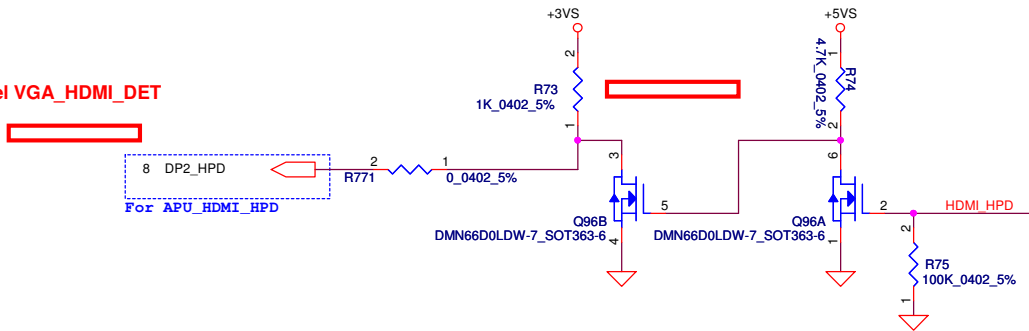 +3VS
+5VS
2
R73
1K_0402_5%
1
1
4.7K_0402_5%
R74
2
el VGA_HDMI_DET
8 DP2_HPD
2
R771
1
0_0402_5%
For APU_HDMI_HPD
3
5
Q96B
DMN66D0LDW-7_SOT363-6
4
6
2
Q96A
DMN66D0LDW-7_SOT363-6
1
HDMI_HPD
2
R75
100K_0402_5%
1